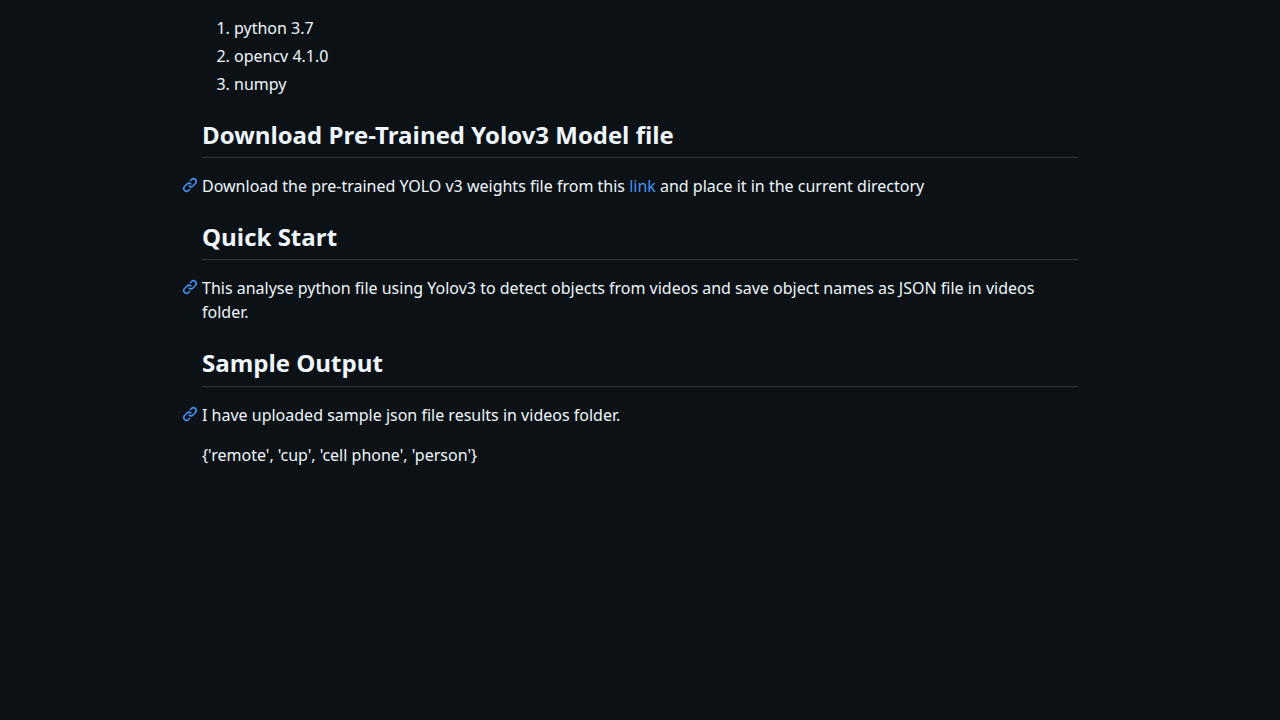 1. python 3.7
2. opencv 4.1.0
3. numpy
Download Pre-Trained Yolov3 Model file
Download the pre-trained YOLO v3 weights file from this link and place it in the current directory
Quick Start
This analyse python file using Yolov3 to detect objects from videos and save object names as JSON file in videos
folder.
Sample Output
I have uploaded sample json file results in videos folder.
{'remote', 'cup', 'cell phone', 'person'}